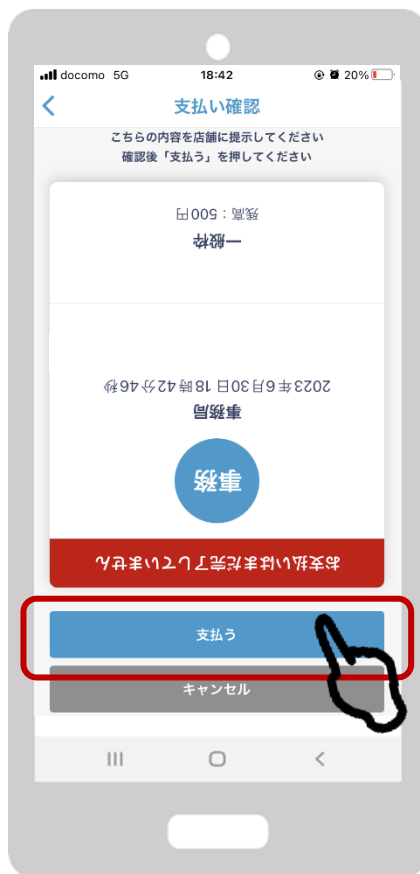 docomo 5G 18:42 20%
支払い確認
こちらの内容を店舗に提示してください
確認後「支払う」を押してください
お支払いはまだ完了していません
事務
事務局
2023年6月30日 18時42分46秒
一般枠
残高：500円
支払う
キャンセル